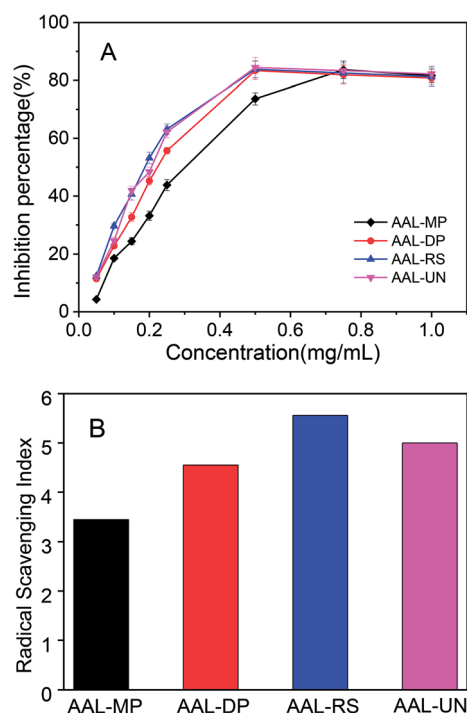 A
100
80
60
40
20
0
Inhibition percentage(%)
AAL-MP
AAL-DP
AAL-RS
AAL-UN
0.0 0.2 0.4 0.6 0.8 1.0
Concentration(mg/mL)
B
6
5
4
3
2
1
0
Radical Scavenging Index
AAL-MP AAL-DP AAL-RS AAL-UN